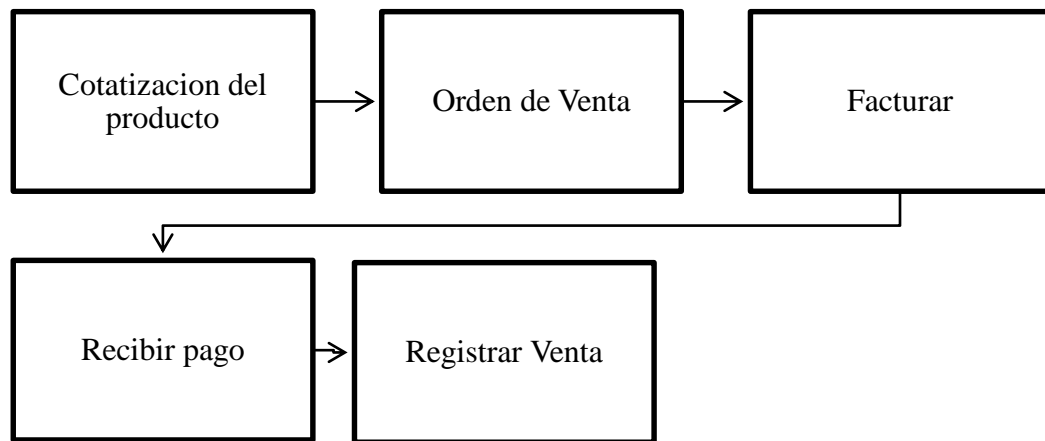 Cotatizacion del
producto
Orden de Venta
Facturar
Recibir pago
Registrar Venta